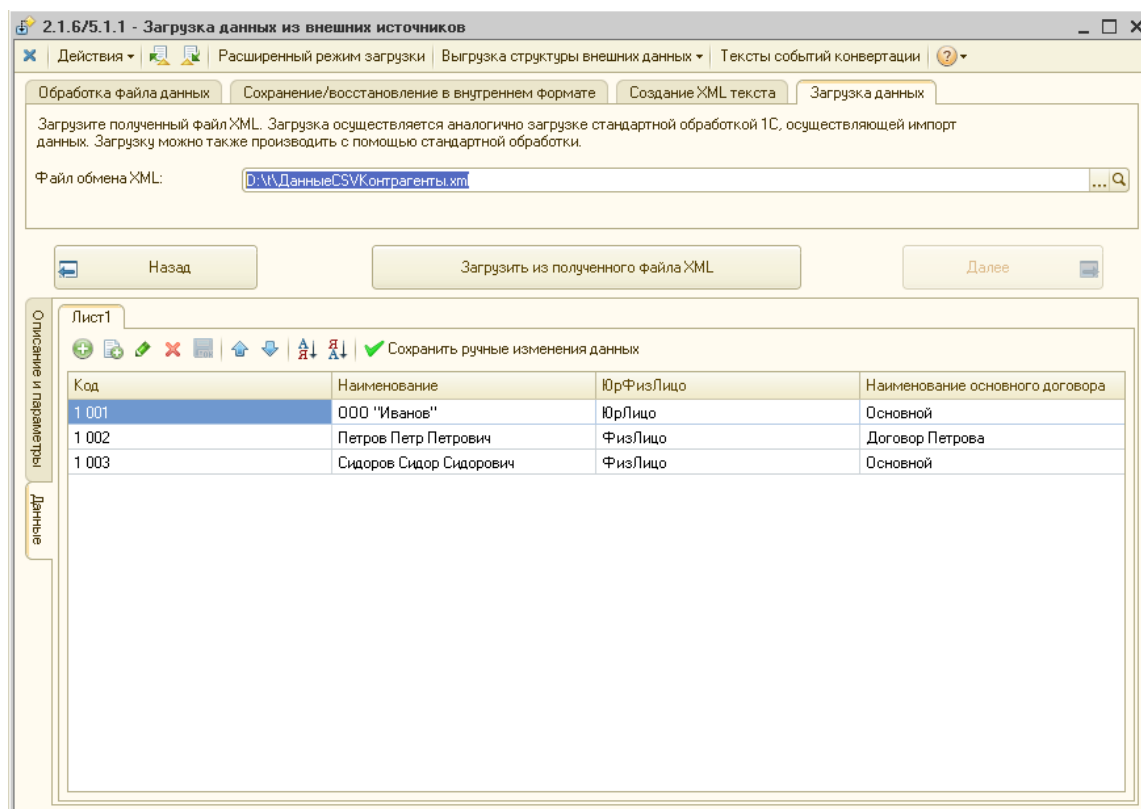 2.1.6/5.1.1 - Загрузка данных из внешних источников
Действия Расширенный режим загрузки Выгрузка структуры внешних данных Тексты событий конвертации
Обработка файла данных Сохранение/восстановление в внутреннем формате Создание XML текста Загрузка данных
Загрузите полученный файл XML. Загрузка осуществляется аналогично загрузке стандартной обработкой 1С, осуществляющей импорт
данных. Загрузку можно также производить с помощью стандартной обработки.
Файл обмена XML: D:\t\ДанныеCSVКонтрагенты.xml ...
Назад Загрузить из полученного файла XML Далее
Описание и параметры
Данные
Лист1
Сохранить ручные изменения данных
Код Наименование ЮрФизЛицо Наименование основного договора
1 001 ООО "Иванов" ЮрЛицо Основной
1 002 Петров Петр Петрович ФизЛицо Договор Петрова
1 003 Сидоров Сидор Сидорович ФизЛицо Основной